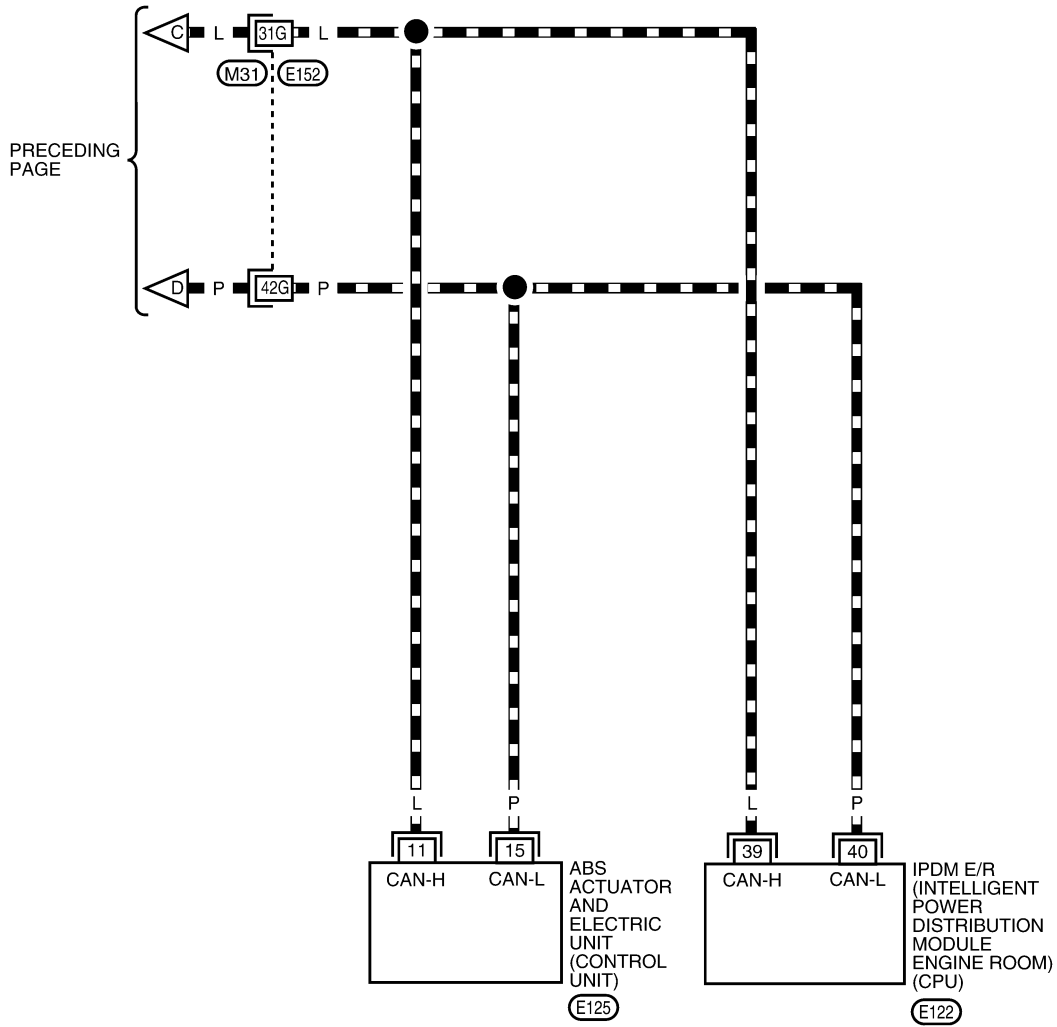 C L 31G L
M31 E152
PRECEDING
PAGE
D P 42G P
L P L P
11 15 39 40
CAN-H CAN-L
ABS
ACTUATOR
AND
ELECTRIC
UNIT
(CONTROL
UNIT)
E125
CAN-H CAN-L
IPDM E/R
(INTELLIGENT
POWER
DISTRIBUTION
MODULE
ENGINE ROOM)
(CPU)
E122